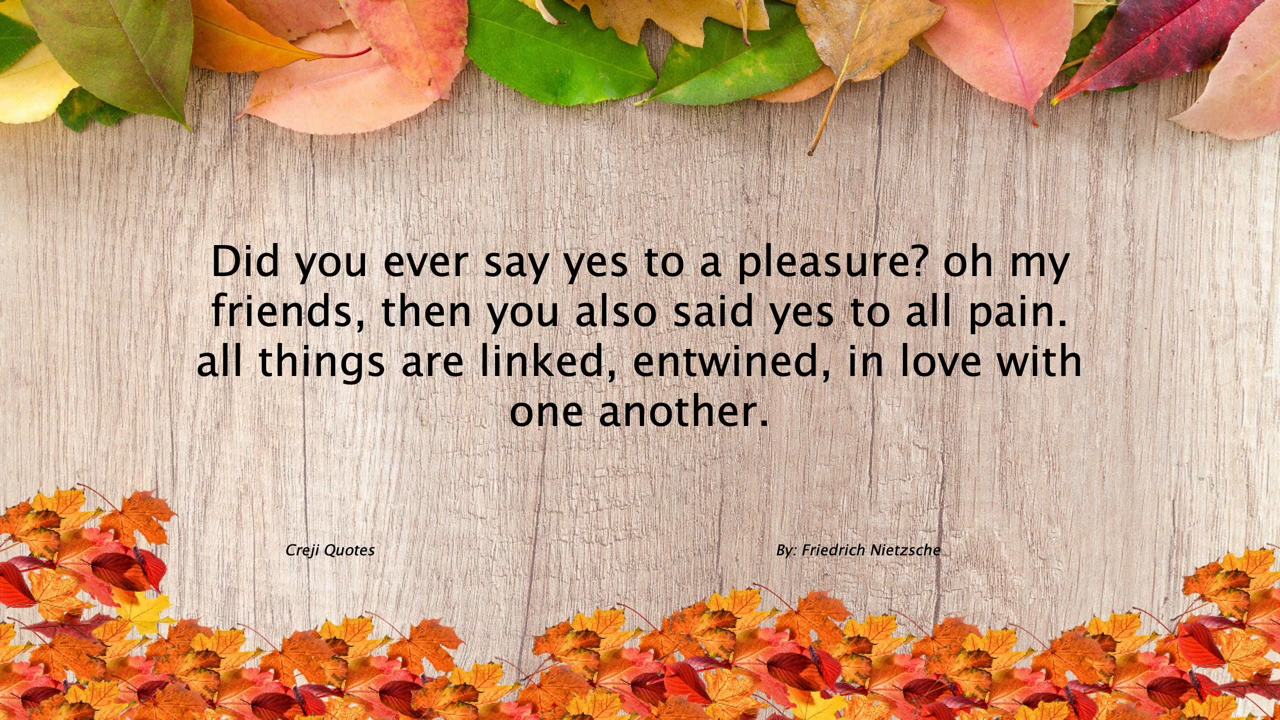 Did you ever say yes to a pleasure? oh my
friends, then you also said yes to all pain.
all things are linked, entwined, in love with
one another.
Creji Quotes
By: Friedrich Nietzsche